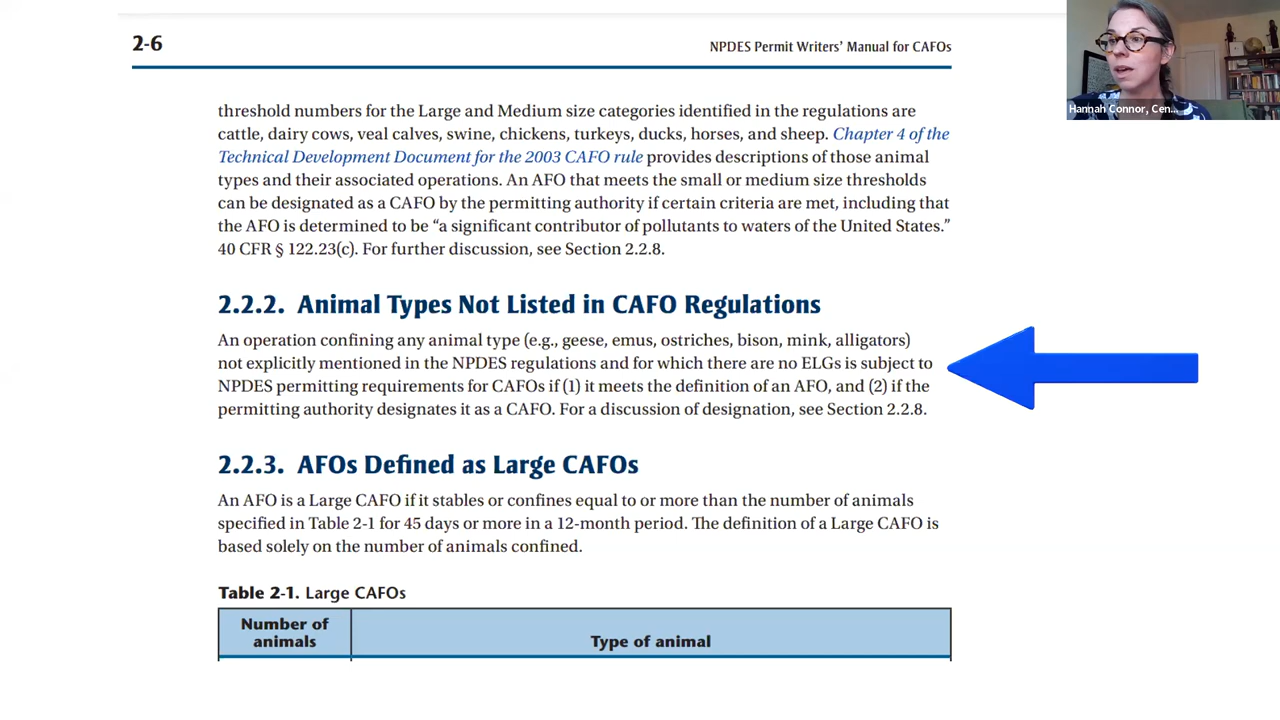 2-6
NPDES Permit Writers’ Manual for CAFOs
Hannah Connor, Cen...
threshold numbers for the Large and Medium size categories identified in the regulations are
cattle, dairy cows, veal calves, swine, chickens, turkeys, ducks, horses, and sheep. Chapter 4 of the
Technical Development Document for the 2003 CAFO rule provides descriptions of those animal
types and their associated operations. An AFO that meets the small or medium size thresholds
can be designated as a CAFO by the permitting authority if certain criteria are met, including that
the AFO is determined to be “a significant contributor of pollutants to waters of the United States.”
40 CFR § 122.23(c). For further discussion, see Section 2.2.8.
2.2.2. Animal Types Not Listed in CAFO Regulations
An operation confining any animal type (e.g., geese, emus, ostriches, bison, mink, alligators)
not explicitly mentioned in the NPDES regulations and for which there are no ELGs is subject to
NPDES permitting requirements for CAFOs if (1) it meets the definition of an AFO, and (2) if the
permitting authority designates it as a CAFO. For a discussion of designation, see Section 2.2.8.
2.2.3. AFOs Defined as Large CAFOs
An AFO is a Large CAFO if it stables or confines equal to or more than the number of animals
specified in Table 2-1 for 45 days or more in a 12-month period. The definition of a Large CAFO is
based solely on the number of animals confined.
Table 2-1. Large CAFOs
Number of
animals
Type of animal